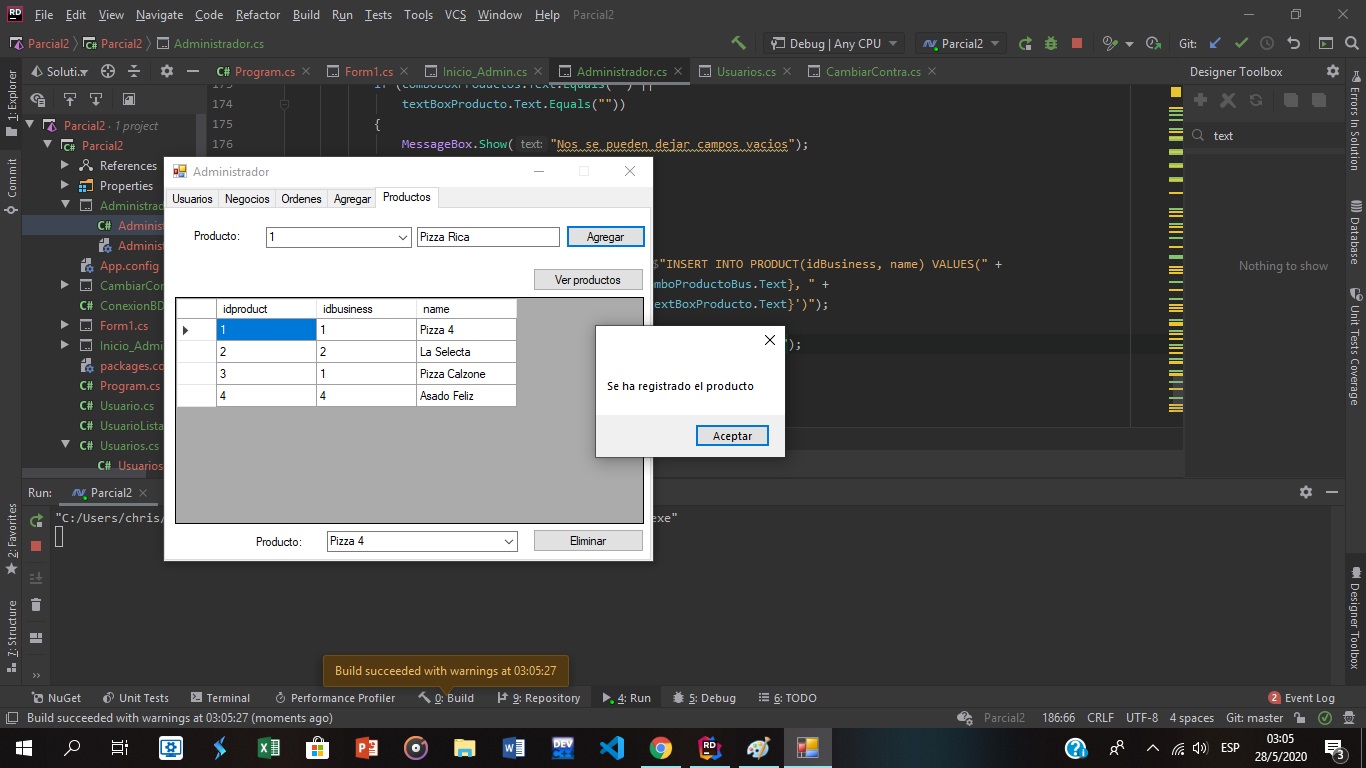 File Edit View Navigate Code Refactor Build Run Tests Tools VCS Window Help Parcial2
Parcial2 Parcial2 Administrador.cs
Debug | Any CPU Parcial2 Git:
Soluti... Program.cs Form1.cs Inicio_Admin.cs Administrador.cs Usuarios.cs CambiarContra.cs
Designer Toolbox
text
Nothing to show
1: Explorer
Commit
2: Favorites
7: Structure
Errors In Solution
Database
Unit Tests Coverage
Designer Toolbox
Parcial2 · 1 project
Parcial2
References
Properties
Administrad
Adminis
Adminis
App.config
CambiarCo
ConexionBD
Form1.cs
Inicio_Admi
packages.co
Program.cs
Usuario.cs
UsuarioLista
Usuarios.cs
Usuarios
174 textBoxProducto.Text.Equals(""))
175 {
176 MessageBox.Show( text: "Nos se pueden dejar campos vacios");
$"INSERT INTO PRODUCT(idBusiness, name) VALUES(" +
omboProductoBus.Text}, " +
extBoxProducto.Text}')");
");
Administrador
Usuarios Negocios Ordenes Agregar Productos
Producto: 1 Pizza Rica Agregar
Ver productos
idproduct idbusiness name
1 1 Pizza 4
2 2 La Selecta
3 1 Pizza Calzone
4 4 Asado Feliz
Producto: Pizza 4 Eliminar
Se ha registrado el producto
Aceptar
Run: Parcial2
"C:/Users/chris/
exe"
Build succeeded with warnings at 03:05:27
NuGet Unit Tests Terminal Performance Profiler 0: Build 9: Repository 4: Run 5: Debug 6: TODO 2 Event Log
Build succeeded with warnings at 03:05:27 (moments ago) Parcial2 186:66 CRLF UTF-8 4 spaces Git: master
ESP 03:05
28/5/2020 3